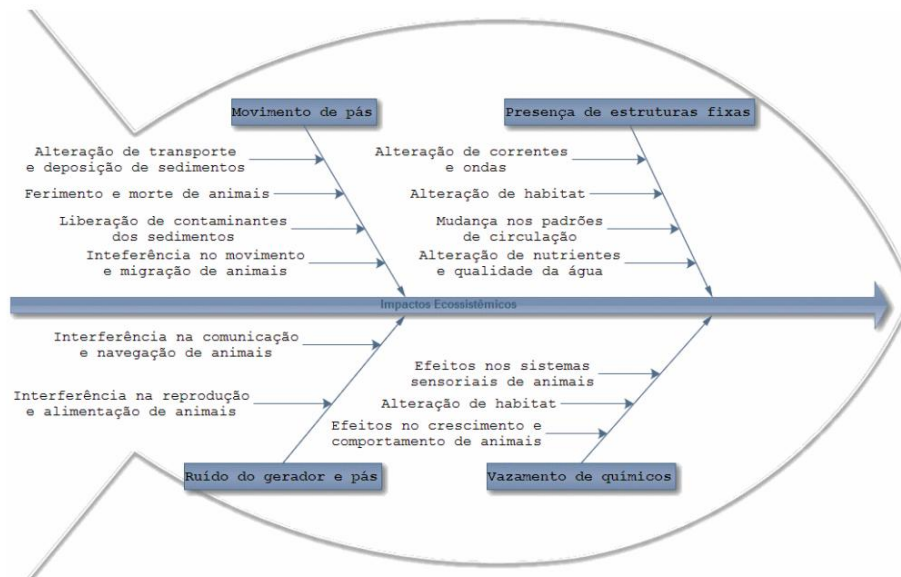 Movimento de pás
Presença de estruturas fixas
Alteração de transporte
e deposição de sedimentos
Ferimento e morte de animais
Liberação de contaminantes
dos sedimentos
Inteferência no movimento
e migração de animais
Alteração de correntes
e ondas
Alteração de habitat
Mudança nos padrões
de circulação
Alteração de nutrientes
e qualidade da água
Impactos Ecossistêmicos
Interferência na comunicação
e navegação de animais
Interferência na reprodução
e alimentação de animais
Efeitos nos sistemas
sensoriais de animais
Alteração de habitat
Efeitos no crescimento e
comportamento de animais
Ruído do gerador e pás
Vazamento de químicos